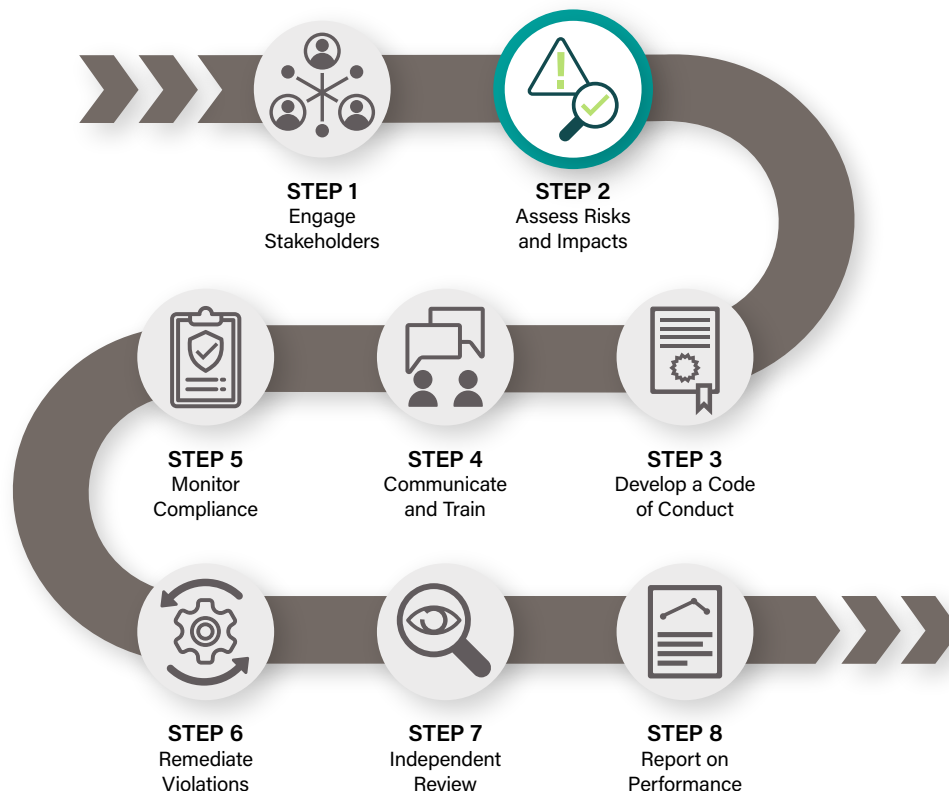 STEP 1
Engage
Stakeholders
STEP 2
Assess Risks
and Impacts
STEP 3
Develop a Code
of Conduct
STEP 4
Communicate
and Train
STEP 5
Monitor
Compliance
STEP 6
Remediate
Violations
STEP 7
Independent
Review
STEP 8
Report on
Performance